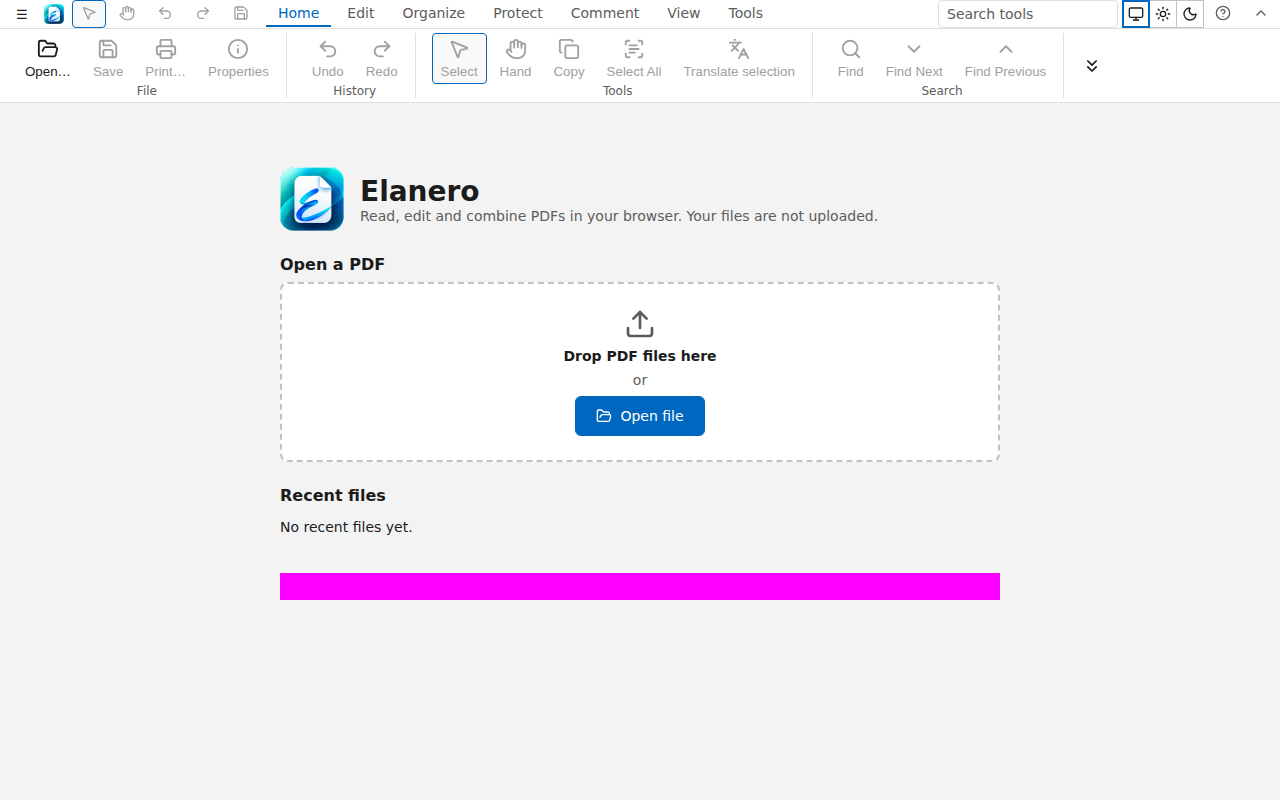 Home Edit Organize Protect Comment View Tools Search tools
Open… Save Print… Properties Undo Redo Select Hand Copy Select All Translate selection Find Find Next Find Previous
File History Tools Search
Elanero
Read, edit and combine PDFs in your browser. Your files are not uploaded.
Open a PDF
Drop PDF files here
or
Open file
Recent files
No recent files yet.